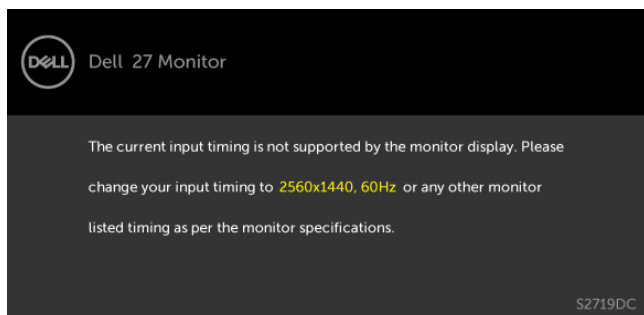 DELL
Dell 27 Monitor
The current input timing is not supported by the monitor display. Please
change your input timing to 2560x1440, 60Hz or any other monitor
listed timing as per the monitor specifications.
S2719DC